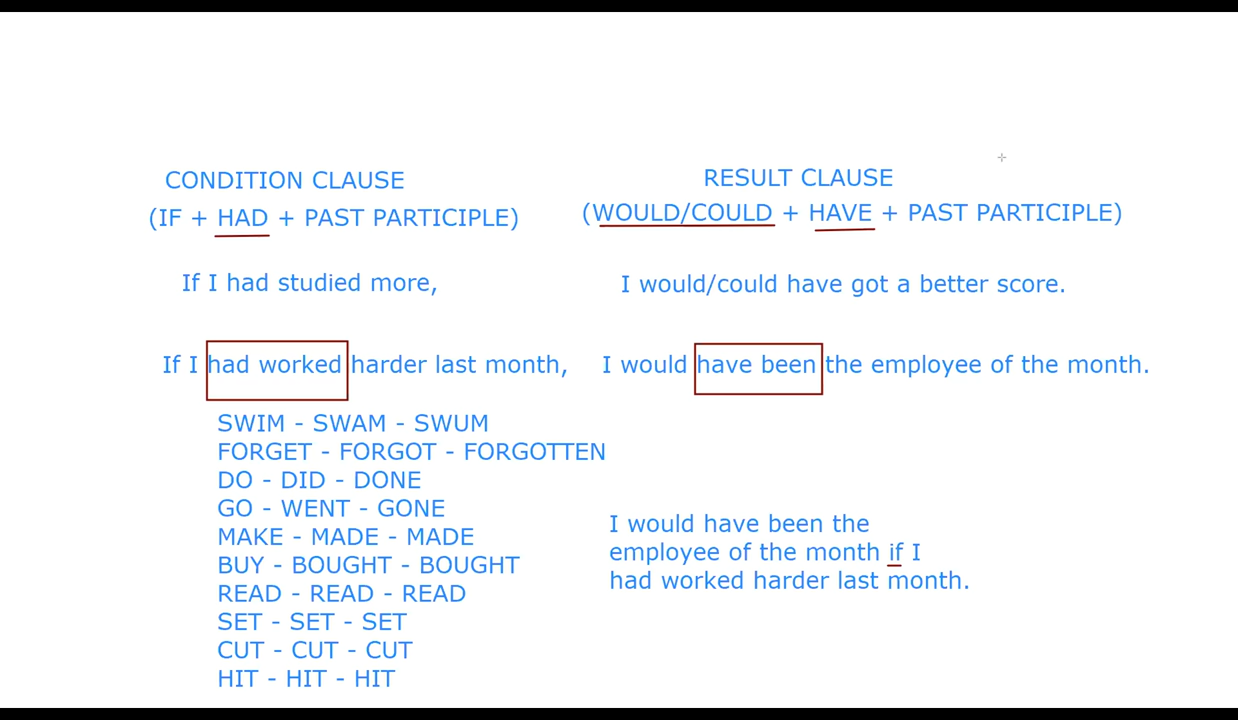 CONDITION CLAUSE
(IF + HAD + PAST PARTICIPLE)
RESULT CLAUSE
(WOULD/COULD + HAVE + PAST PARTICIPLE)
If I had studied more,
I would/could have got a better score.
If I had worked harder last month,
I would have been the employee of the month.
SWIM - SWAM - SWUM
FORGET - FORGOT - FORGOTTEN
DO - DID - DONE
GO - WENT - GONE
MAKE - MADE - MADE
BUY - BOUGHT - BOUGHT
READ - READ - READ
SET - SET - SET
CUT - CUT - CUT
HIT - HIT - HIT
I would have been the
employee of the month if I
had worked harder last month.